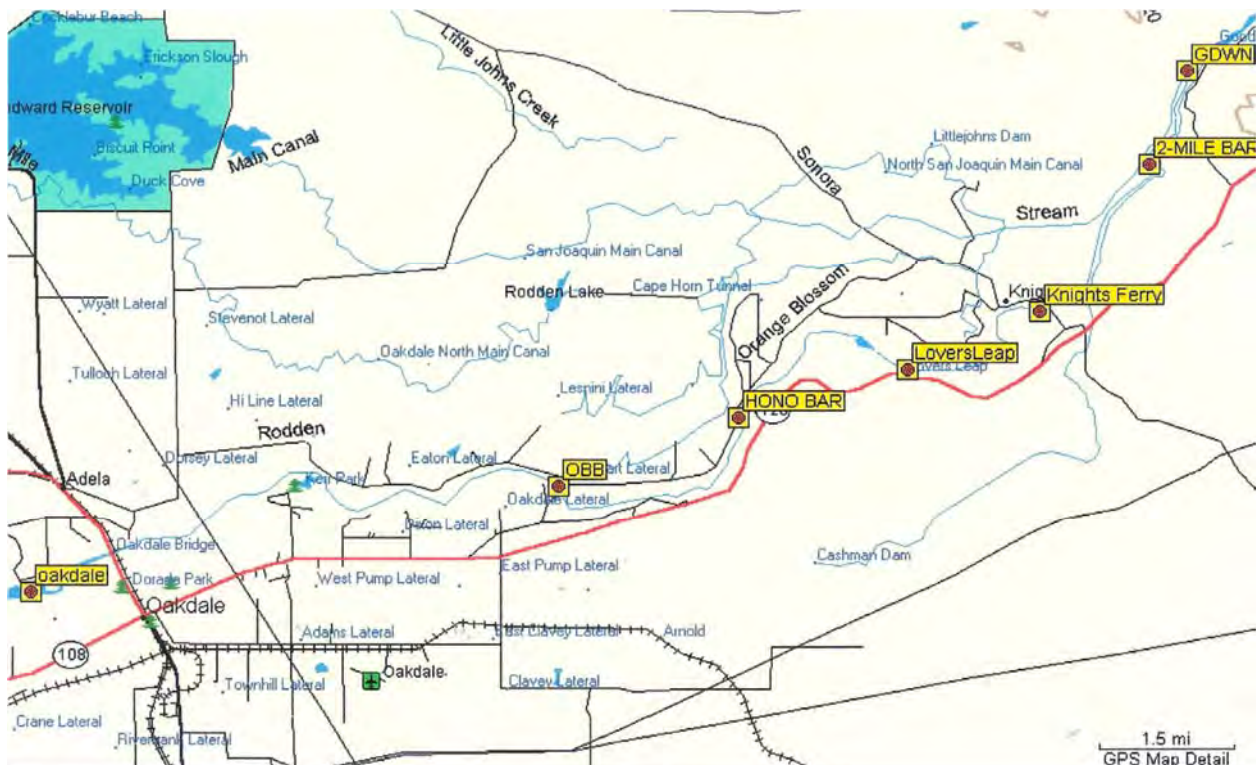 Cocklebur Beach
Erickson Slough
Little Johns Creek
GDWN
Reservoir
Main Canal
Biscuit Point
Duck Cove
Littlejohns Dam
2-MILE BAR
North San Joaquin Main Canal
Sonora
Stream
San Joaquin Main Canal
Rodden Lake
Cape Horn Tunnel
Orange Blossom
Knights Ferry
Wyatt Lateral
Stevenot Lateral
Oakdale North Main Canal
LoversLeap
Tulloch Lateral
Lesnini Lateral
Hi Line Lateral
HONO BAR
Rodden
Dorsey Lateral
Eaton Lateral
OBB
Lateral
Adela
Kerr Park
Oakdale Lateral
Dixon Lateral
Oakdale Bridge
East Pump Lateral
Cashman Dam
oakdale
Dorada Park
West Pump Lateral
Oakdale
Adams Lateral
East Clavey Lateral
Arnold
108
Oakdale
Townhill Lateral
Clavey Lateral
Crane Lateral
Riverbank Lateral
1.5 mi
GPS Map Detail